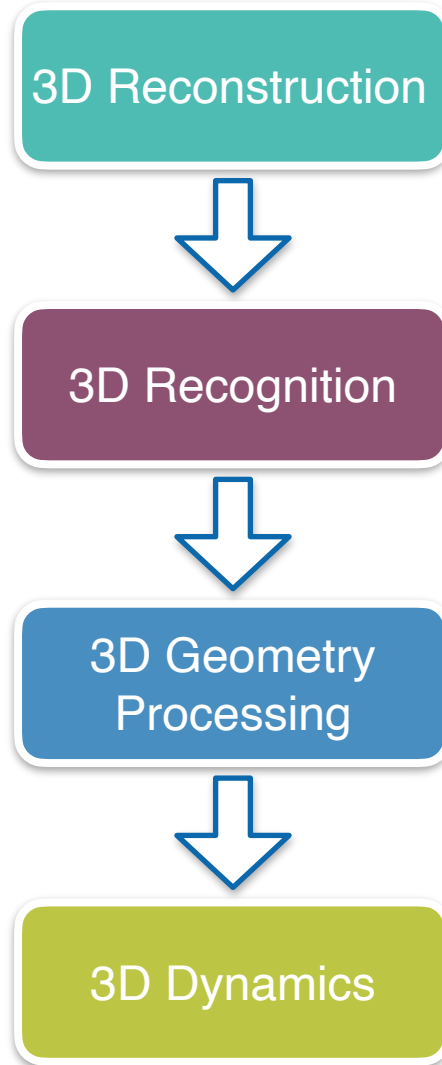 3D Reconstruction
3D Recognition
3D Geometry
Processing
3D Dynamics